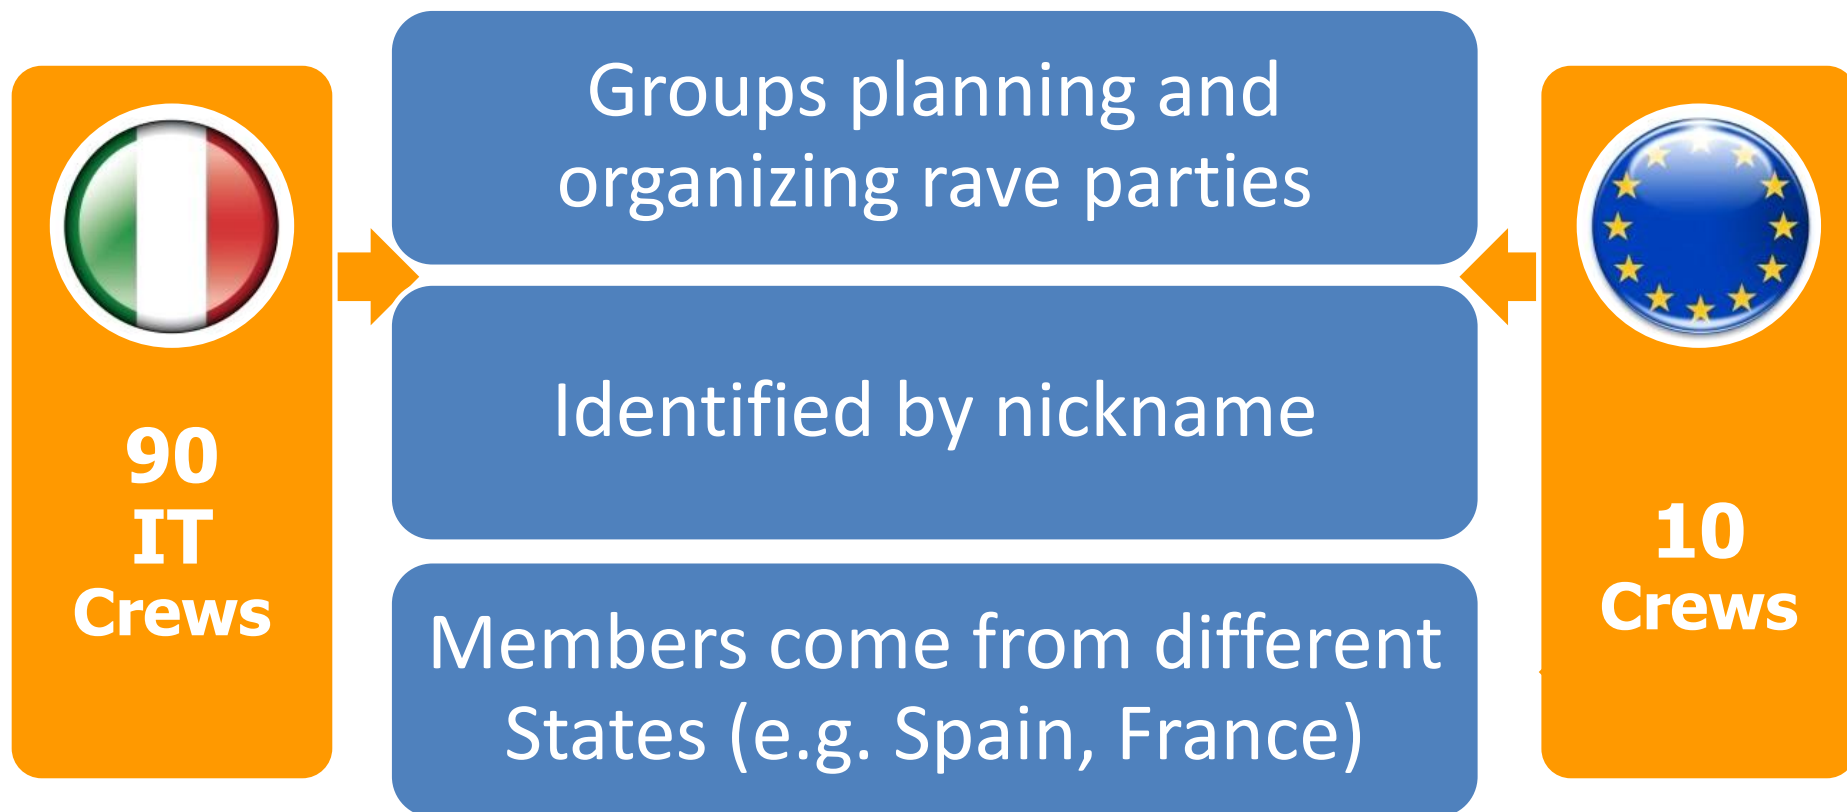 Groups planning and
organizing rave parties
Identified by nickname
Members come from different
States (e.g. Spain, France)
90
IT
Crews
10
Crews